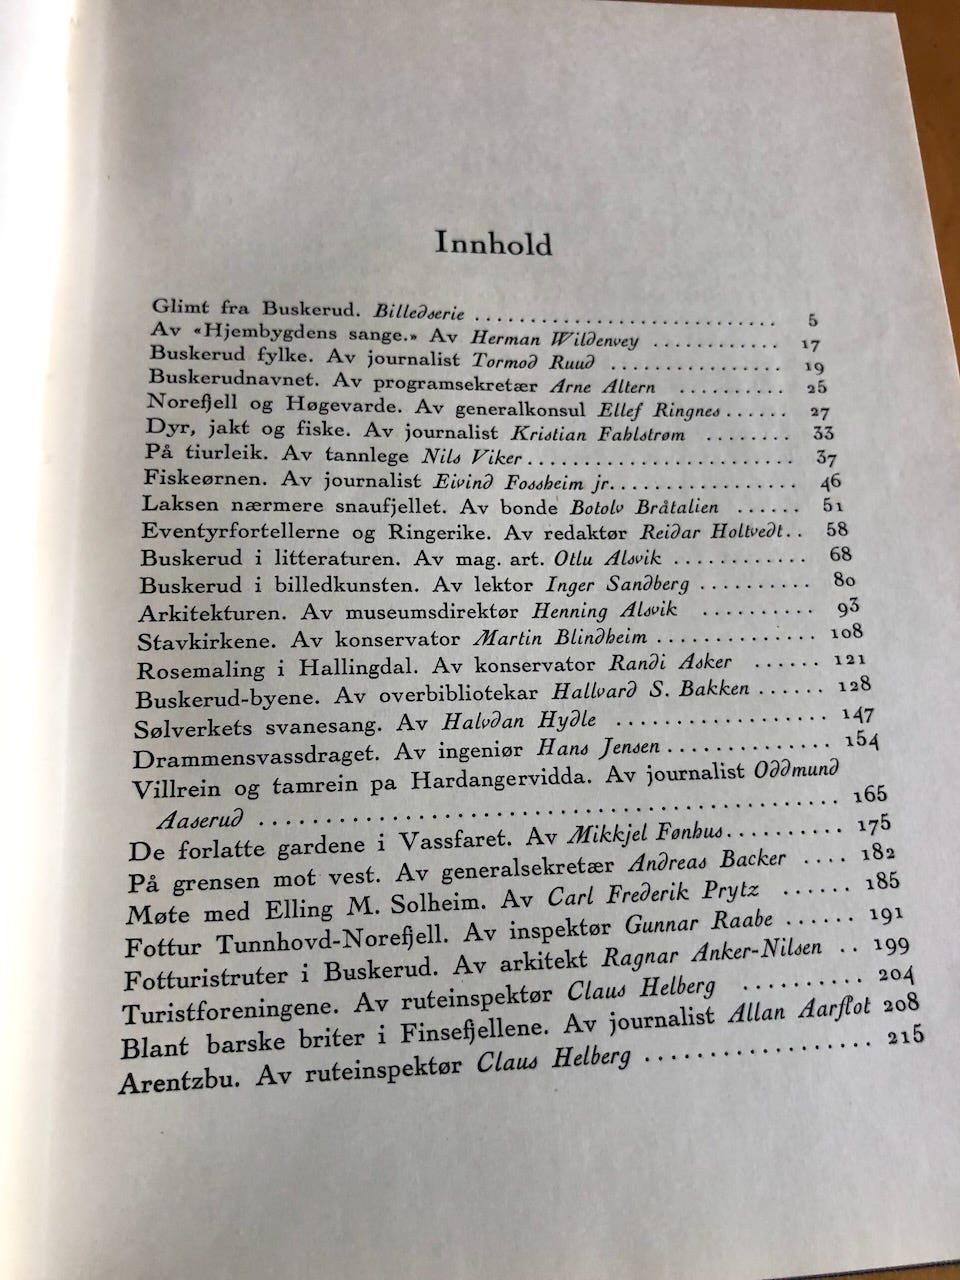 Innhold
Glimt fra Buskerud. Billedserie ........................... 5
Av «Hjembygdens sange.» Av Herman Wildenvey ............ 17
Buskerud fylke. Av journalist Tormod Ruud ................ 19
Buskerudnavnet. Av programsekretær Arne Altern .......... 25
Norefjell og Høgevarde. Av generalkonsul Ellef Ringnes ...... 27
Dyr, jakt og fiske. Av journalist Kristian Fahlstrøm ........ 33
På tiurleik. Av tannlege Nils Viker ........................ 37
Fiskeørnen. Av journalist Eivind Fossheim jr. ................ 46
Laksen nærmere snaufjellet. Av bonde Botolv Bråtalien ...... 51
Eventyrfortellerne og Ringerike. Av redaktør Reidar Holtvedt .. 58
Buskerud i litteraturen. Av mag. art. Otlu Alsvik ............ 68
Buskerud i billedkunsten. Av lektor Inger Sandberg .......... 80
Arkitekturen. Av museumsdirektør Henning Alsvik .......... 93
Stavkirkene. Av konservator Martin Blindheim .............. 108
Rosemaling i Hallingdal. Av konservator Randi Asker ...... 121
Buskerud-byene. Av overbibliotekar Hallvard S. Bakken ...... 128
Sølverkets svanesang. Av Halvdan Hydle .................. 147
Drammensvassdraget. Av ingeniør Hans Jensen .............. 154
Villrein og tamrein pa Hardangervidda. Av journalist Oddmund
Aaserud ............................................ 165
De forlatte gardene i Vassfaret. Av Mikkjel Fønhus .......... 175
På grensen mot vest. Av generalsekretær Andreas Backer .... 182
Møte med Elling M. Solheim. Av Carl Frederik Prytz ...... 185
Fottur Tunnhovd-Norefjell. Av inspektør Gunnar Raabe ...... 191
Fotturistruter i Buskerud. Av arkitekt Ragnar Anker-Nilsen .. 199
Turistforeningene. Av ruteinspektør Claus Helberg .......... 204
Blant barske briter i Finsefjellene. Av journalist Allan Aarflot 208
Arentzbu. Av ruteinspektør Claus Helberg .................. 215